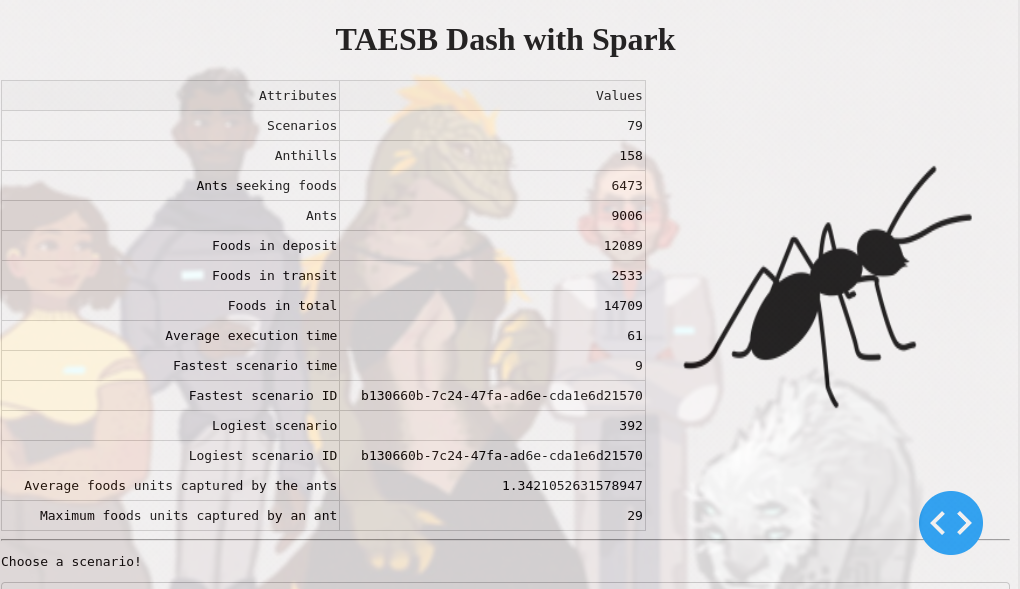 TAESB Dash with Spark
Attributes Values
Scenarios 79
Anthills 158
Ants seeking foods 6473
Ants 9006
Foods in deposit 12089
Foods in transit 2533
Foods in total 14709
Average execution time 61
Fastest scenario time 9
Fastest scenario ID b130660b-7c24-47fa-ad6e-cda1e6d21570
Logiest scenario 392
Logiest scenario ID b130660b-7c24-47fa-ad6e-cda1e6d21570
Average foods units captured by the ants 1.3421052631578947
Maximum foods units captured by an ant 29
Choose a scenario!